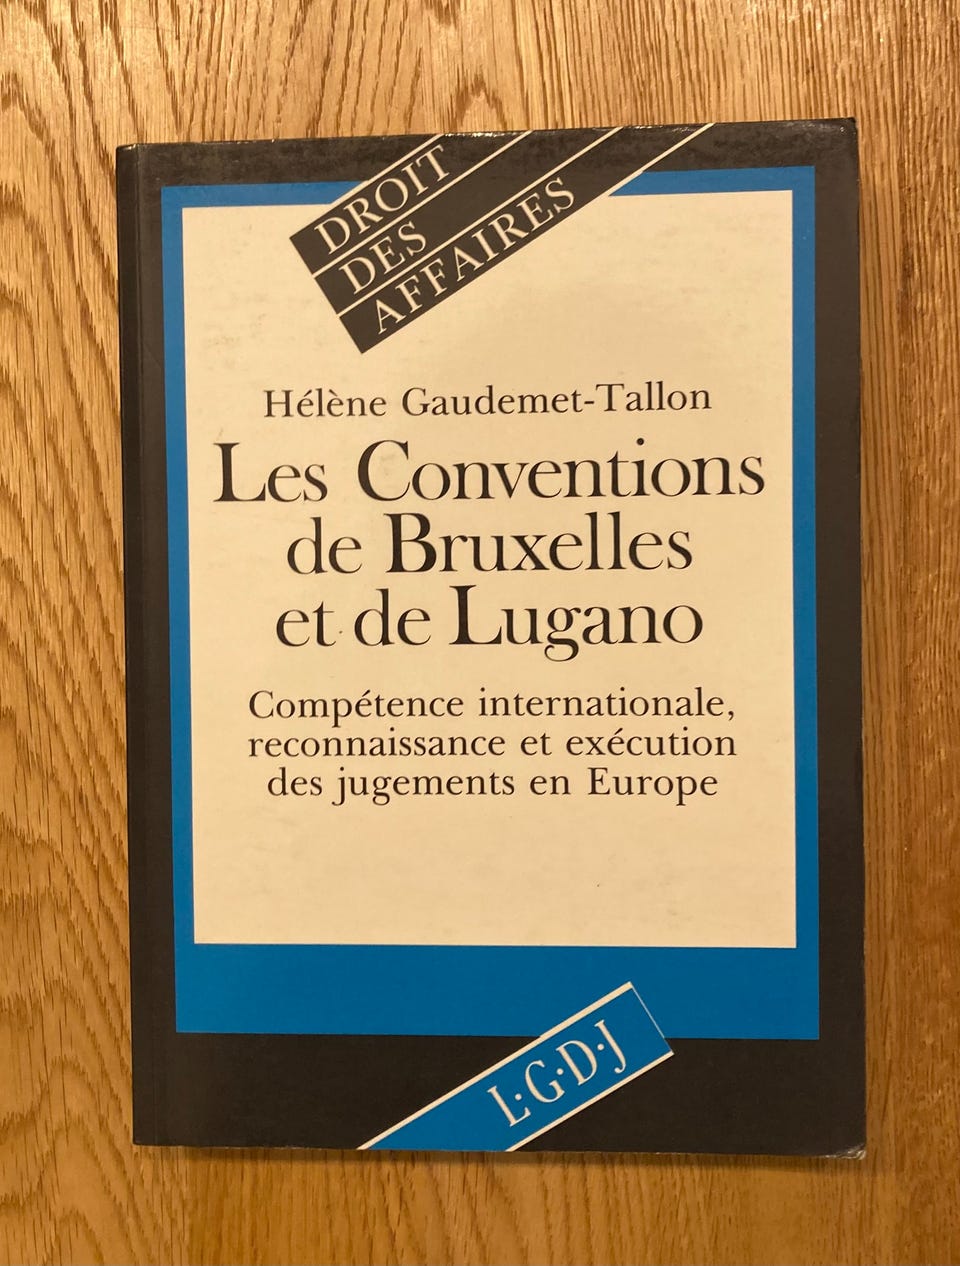 DROIT
DES
AFFAIRES
Hélène Gaudemet-Tallon
Les Conventions
de Bruxelles
et de Lugano
Compétence internationale,
reconnaissance et exécution
des jugements en Europe
L·G·D·J